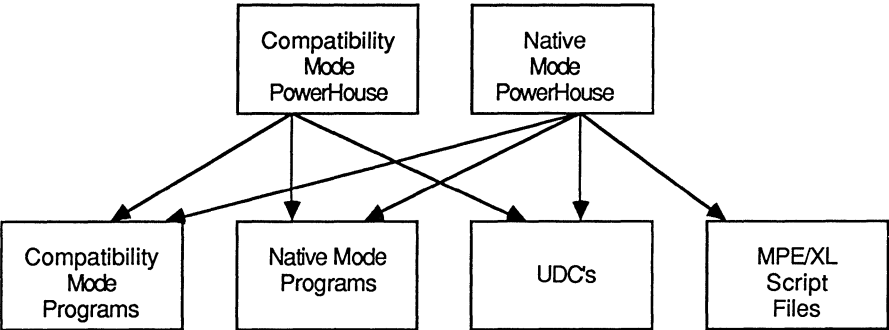 Compatibility
Mode
PowerHouse
Native
Mode
PowerHouse
Compatibility
Mode
Programs
Native Mode
Programs
UDC's
MPE/XL
Script
Files